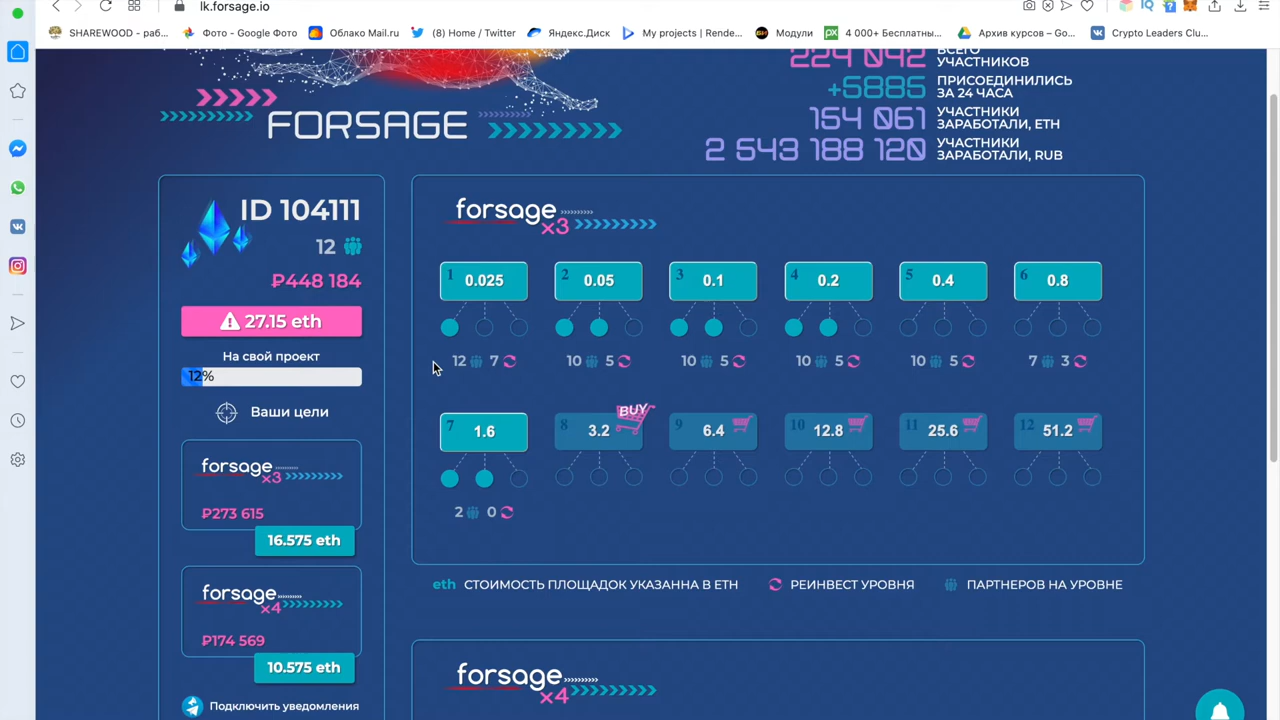 lk.forsage.io
SHAREWOOD - раб...
Фото - Google Фото
Облако Mail.ru
(8) Home / Twitter
Яндекс.Диск
My projects | Rende...
Модули
4 000+ Бесплатны...
Архив курсов – Go...
Crypto Leaders Clu...
224 042 ВСЕГО УЧАСТНИКОВ
+5885 ПРИСОЕДИНИЛИСЬ ЗА 24 ЧАСА
154 061 УЧАСТНИКИ ЗАРАБОТАЛИ, ETH
2 543 188 120 УЧАСТНИКИ ЗАРАБОТАЛИ, RUB
FORSAGE
ID 104111
12
₽448 184
27.15 eth
На свой проект
12%
Ваши цели
forsage x3
₽273 615
16.575 eth
forsage x4
₽174 569
10.575 eth
Подключить уведомления
forsage x3
1 0.025
2 0.05
3 0.1
4 0.2
5 0.4
6 0.8
12 7
10 5
10 5
10 5
10 5
7 3
7 1.6
8 3.2 BUY
9 6.4
10 12.8
11 25.6
12 51.2
2 0
eth СТОИМОСТЬ ПЛОЩАДОК УКАЗАННА В ETH
РЕИНВЕСТ УРОВНЯ
ПАРТНЕРОВ НА УРОВНЕ
forsage x4